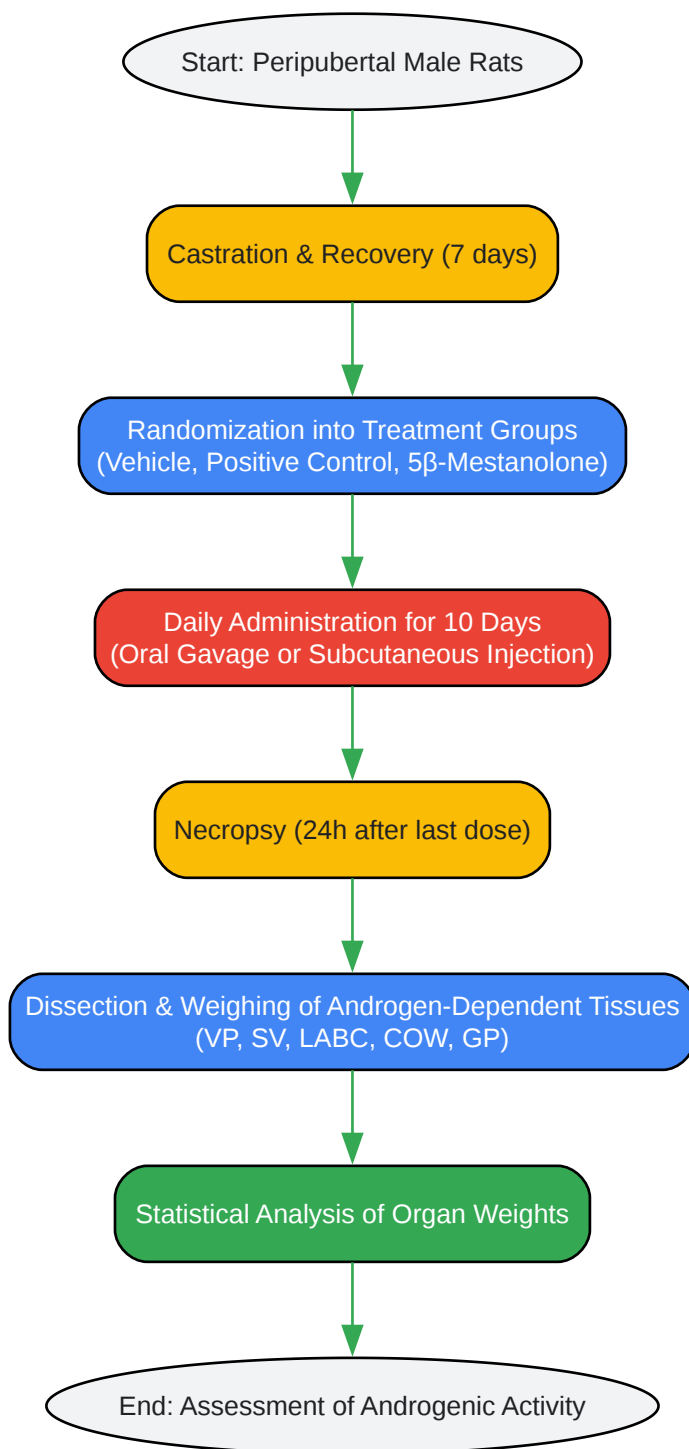 Start: Peripubertal Male Rats
Castration & Recovery (7 days)
Randomization into Treatment Groups
(Vehicle, Positive Control, 5β-Mestanolone)
Daily Administration for 10 Days
(Oral Gavage or Subcutaneous Injection)
Necropsy (24h after last dose)
Dissection & Weighing of Androgen-Dependent Tissues
(VP, SV, LABC, COW, GP)
Statistical Analysis of Organ Weights
End: Assessment of Androgenic Activity